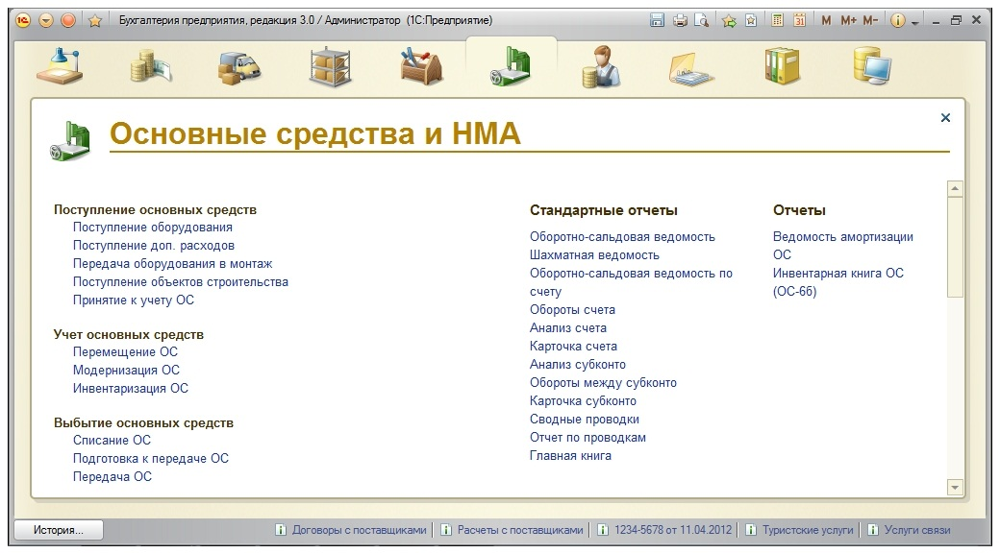 Бухгалтерия предприятия, редакция 3.0 / Администратор (1С:Предприятие)
M M+ M-
31
Основные средства и НМА
Поступление основных средств
Поступление оборудования
Поступление доп. расходов
Передача оборудования в монтаж
Поступление объектов строительства
Принятие к учету ОС
Учет основных средств
Перемещение ОС
Модернизация ОС
Инвентаризация ОС
Выбытие основных средств
Списание ОС
Подготовка к передаче ОС
Передача ОС
Стандартные отчеты
Оборотно-сальдовая ведомость
Шахматная ведомость
Оборотно-сальдовая ведомость по
счету
Обороты счета
Анализ счета
Карточка счета
Анализ субконто
Обороты между субконто
Карточка субконто
Сводные проводки
Отчет по проводкам
Главная книга
Отчеты
Ведомость амортизации
ОС
Инвентарная книга ОС
(ОС-6б)
История...
Договоры с поставщиками
Расчеты с поставщиками
1234-5678 от 11.04.2012
Туристские услуги
Услуги связи